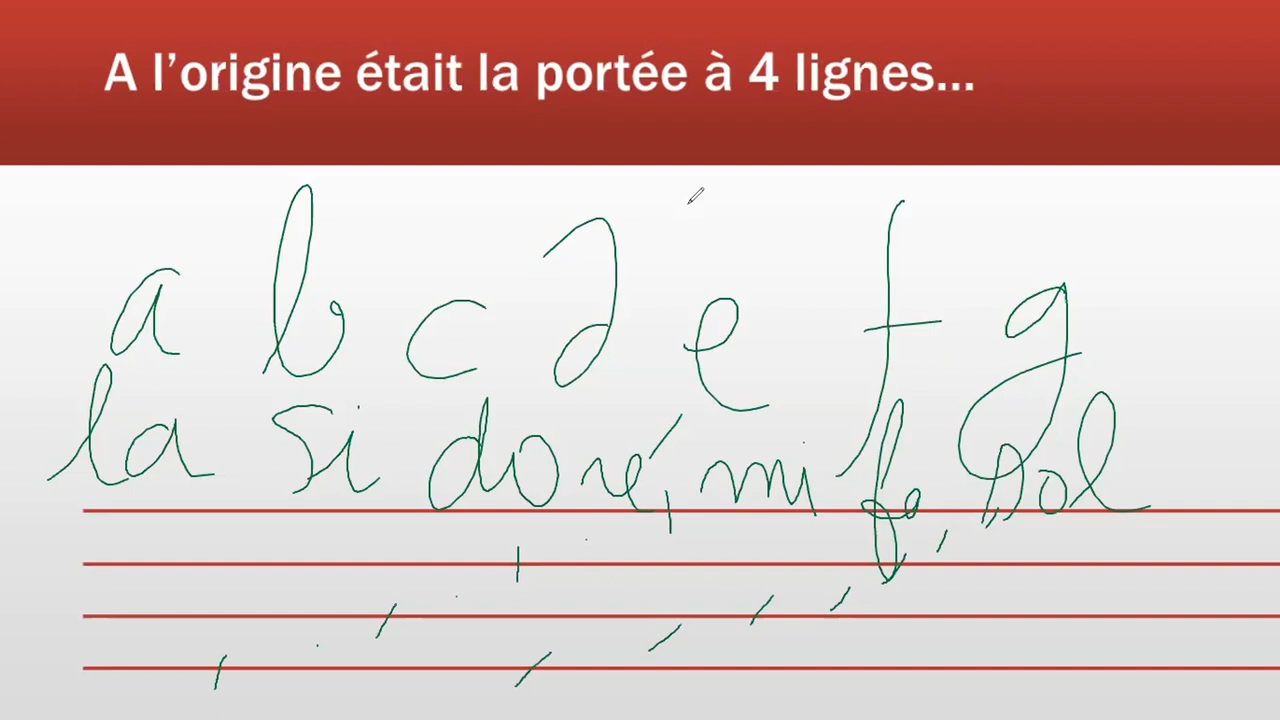 A l’origine était la portée à 4 lignes...
a b c d e f g
la si do ré, mi fa, sol